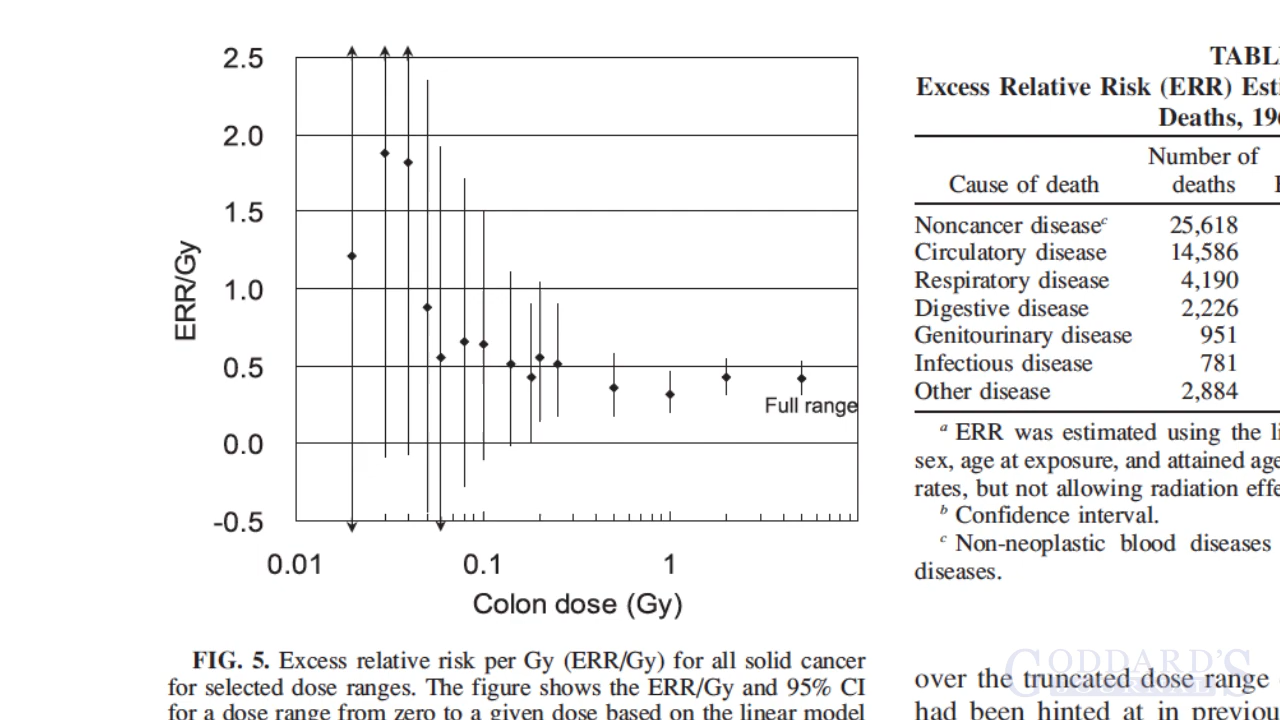 2.5
2.0
1.5
1.0
0.5
0.0
-0.5
ERR/Gy
Full range
0.01 0.1 1
Colon dose (Gy)
FIG. 5. Excess relative risk per Gy (ERR/Gy) for all solid cancer
for selected dose ranges. The figure shows the ERR/Gy and 95% CI
for a dose range from zero to a given dose based on the linear model
TABL
Excess Relative Risk (ERR) Esti
Deaths, 19
Number of
Cause of death deaths
Noncancer diseaseᶜ 25,618
Circulatory disease 14,586
Respiratory disease 4,190
Digestive disease 2,226
Genitourinary disease 951
Infectious disease 781
Other disease 2,884
ᵃ ERR was estimated using the li
sex, age at exposure, and attained age
rates, but not allowing radiation effe
ᵇ Confidence interval.
ᶜ Non-neoplastic blood diseases
diseases.
over the truncated dose range
had been hinted at in previou
GODDARD'S
JOURNAL